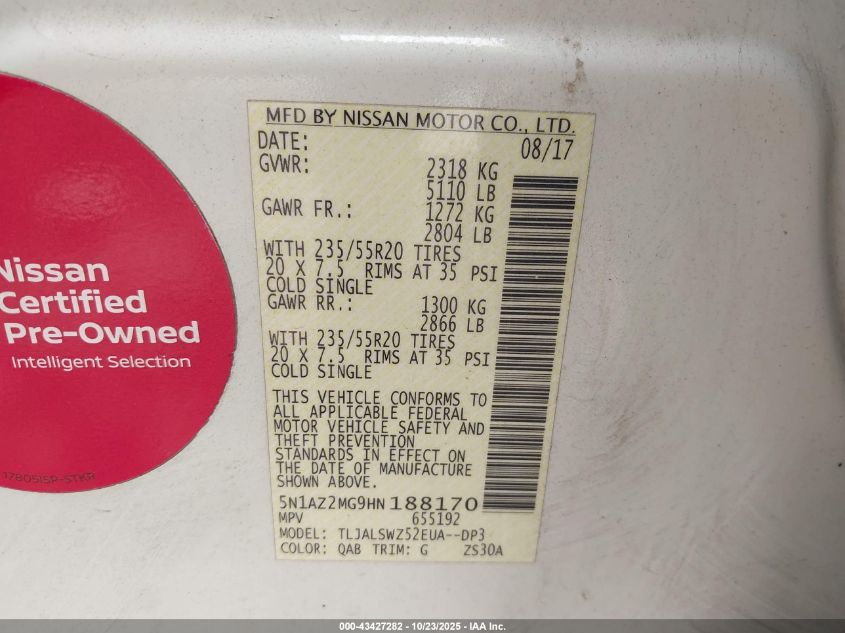 MFD BY NISSAN MOTOR CO., LTD.
DATE: 08/17
GVWR: 2318 KG
5110 LB
GAWR FR.: 1272 KG
2804 LB
WITH 235/55R20 TIRES
20 X 7.5 RIMS AT 35 PSI
COLD SINGLE
GAWR RR.: 1300 KG
2866 LB
WITH 235/55R20 TIRES
20 X 7.5 RIMS AT 35 PSI
COLD SINGLE
THIS VEHICLE CONFORMS TO
ALL APPLICABLE FEDERAL
MOTOR VEHICLE SAFETY AND
THEFT PREVENTION
STANDARDS IN EFFECT ON
THE DATE OF MANUFACTURE
SHOWN ABOVE.
5N1AZ2MG9HN188170
MPV 655192
MODEL: TLJALSWZ52EUA--DP3
COLOR: QAB TRIM: G ZS30A
Nissan
Certified
Pre-Owned
Intelligent Selection
1780515P-STKR
000-43427282 - 10/23/2025 - IAA Inc.